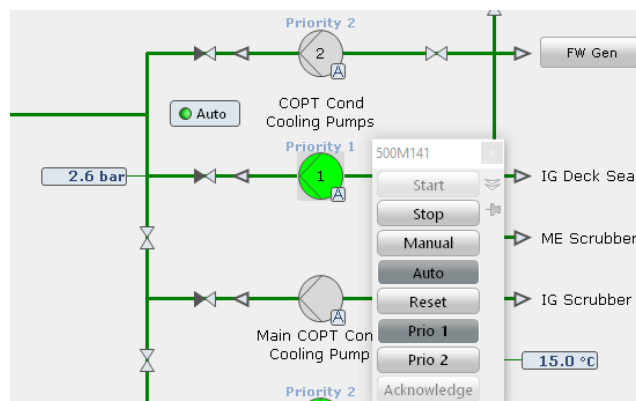 Priority 2
2
A
FW Gen
Auto
COPT Cond
Cooling Pumps
Priority 1
500M141
2.6 bar
1
A
Start
IG Deck Sea
Stop
Manual
ME Scrubber
Auto
Reset
IG Scrubber
A
Main COPT Con
Prio 1
Cooling Pump
Prio 2
15.0 °C
Priority 2
Acknowledge